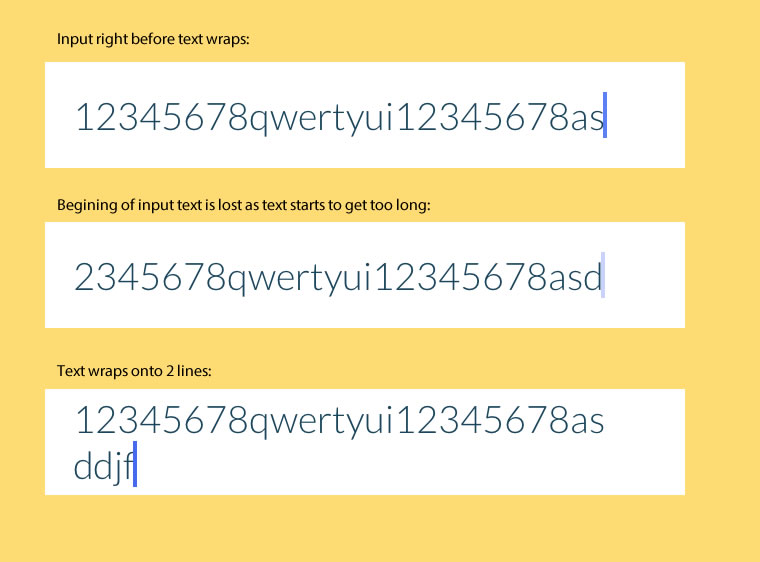 Input right before text wraps:
12345678qwertyui12345678as
Begining of input text is lost as text starts to get too long:
2345678qwertyui12345678asd
Text wraps onto 2 lines:
12345678qwertyui12345678as
ddjf